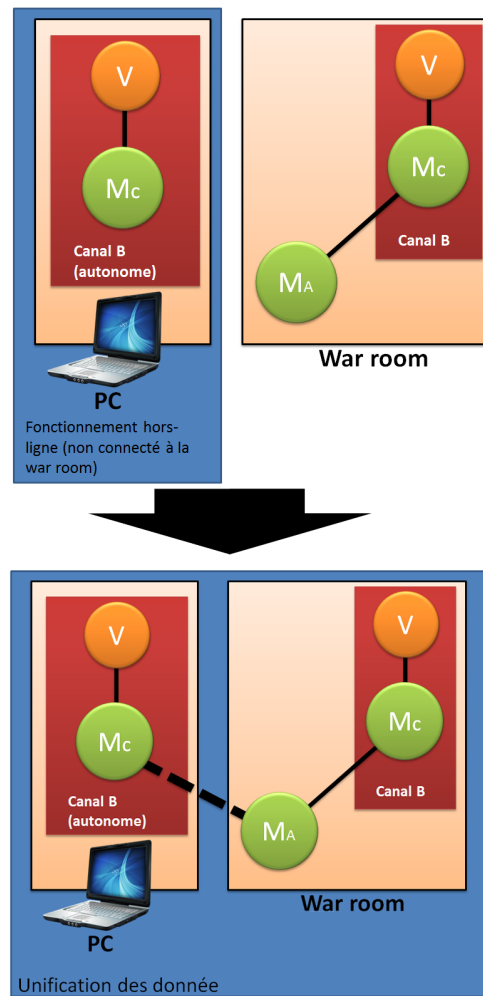 V
Mc
Canal B
(autonome)
PC
Fonctionnement hors-
ligne (non connecté à la
war room)
V
Mc
Canal B
MA
War room
V
Mc
Canal B
(autonome)
PC
V
Mc
Canal B
MA
War room
Unification des donnée